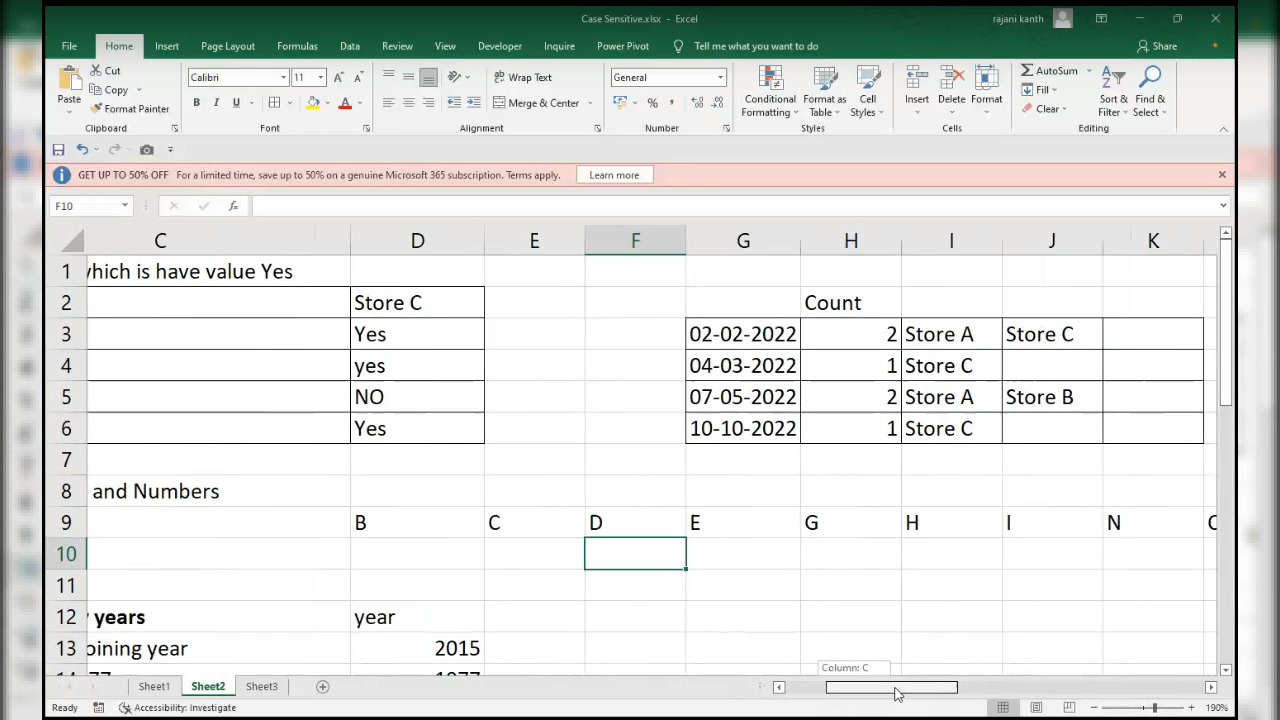 Case Sensitive.xlsx - Excel
rajani kanth
File Home Insert Page Layout Formulas Data Review View Developer Inquire Power Pivot Tell me what you want to do Share
Paste
Cut
Copy
Format Painter
Clipboard
Calibri 11
B I U
Font
Wrap Text
Merge & Center
Alignment
General
Number
Conditional Formatting
Format as Table
Cell Styles
Styles
Insert Delete Format
Cells
AutoSum
Fill
Clear
Sort & Filter
Find & Select
Editing
GET UP TO 50% OFF For a limited time, save up to 50% on a genuine Microsoft 365 subscription. Terms apply. Learn more
F10 fx
C D E F G H I J K
1 which is have value Yes
2 Store C Count
3 Yes 02-02-2022 2 Store A Store C
4 yes 04-03-2022 1 Store C
5 NO 07-05-2022 2 Store A Store B
6 Yes 10-10-2022 1 Store C
7
8 and Numbers
9 B C D E G H I N
10
11
12 years year
13 oining year 2015
Column: C
Sheet1 Sheet2 Sheet3
Ready Accessibility: Investigate 190%